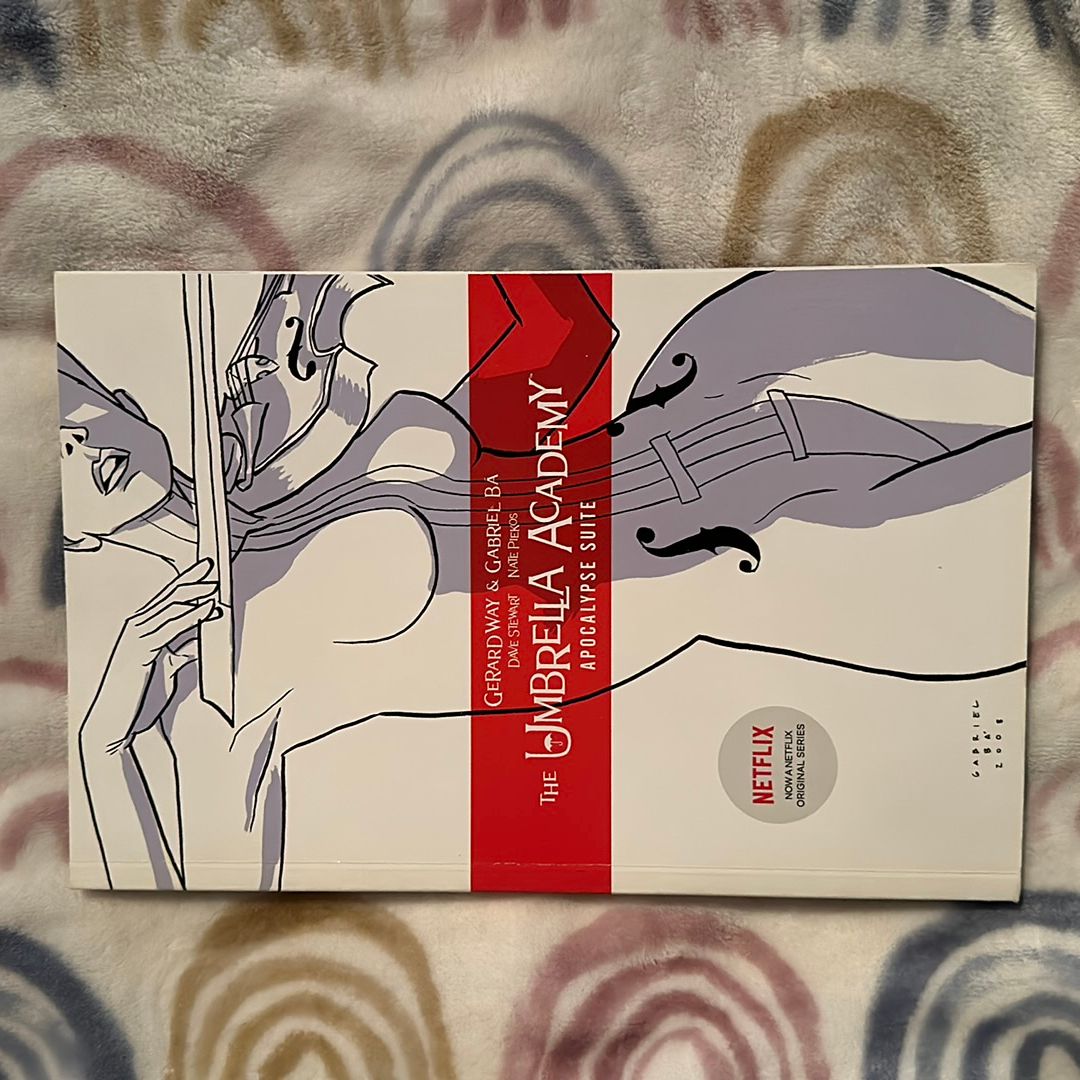 GERARD WAY & GABRIEL BÁ
DAVE STEWART NATE PIEKOS
THE UMBRELLA ACADEMY
APOCALYPSE SUITE
NETFLIX
NOW A NETFLIX
ORIGINAL SERIES
GABRIEL
BÁ
2008